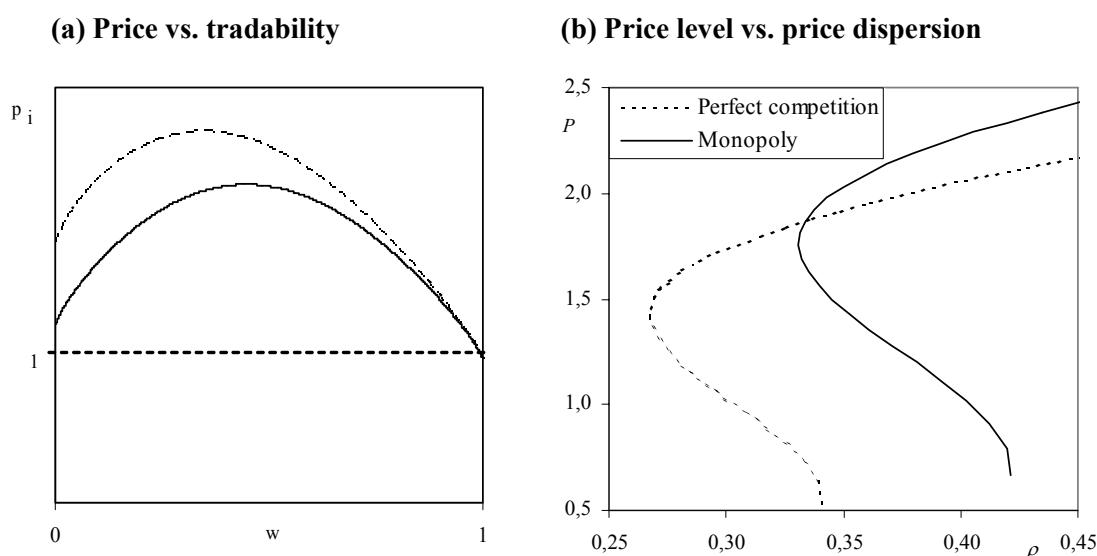 (a) Price vs. tradability
p i
1
0
w
1
(b) Price level vs. price dispersion
2,5
P
2,0
1,5
1,0
0,5
Perfect competition
Monopoly
0,25
0,30
0,35
0,40
ρ
0,45